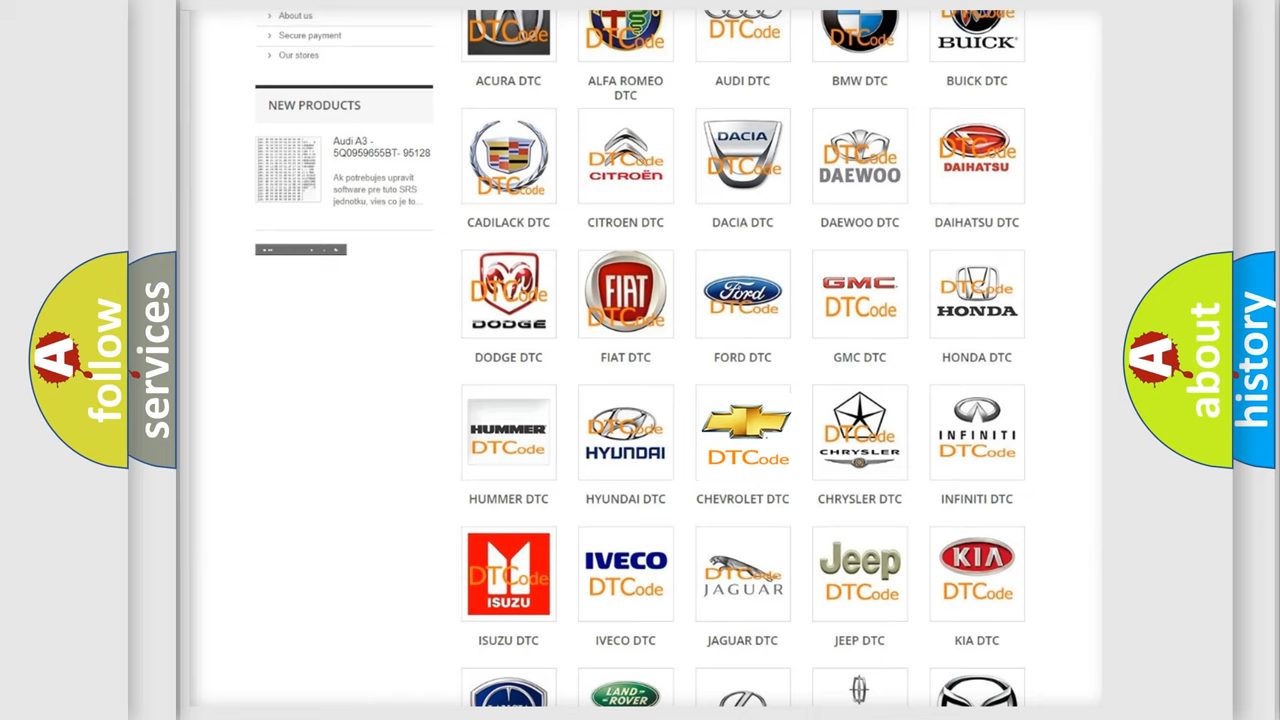 About us
Secure payment
Our stores
NEW PRODUCTS
Audi A3 -
5Q0959655BT- 95128
Ak potrebujes upravit
software pre tuto SRS
jednotku, vies co je to...
follow
services
A
DTCode
DTCode
DTCode
DTCode
BUICK
ACURA DTC
ALFA ROMEO
DTC
AUDI DTC
BMW DTC
BUICK DTC
DTCode
DTCode
CITROËN
DACIA
DTCode
DTCode
DAEWOO
DTCode
DAIHATSU
CADILACK DTC
CITROEN DTC
DACIA DTC
DAEWOO DTC
DAIHATSU DTC
DTCode
DODGE
FIAT
DTCode
Ford
DTCode
GMC
DTCode
DTCode
HONDA
DODGE DTC
FIAT DTC
FORD DTC
GMC DTC
HONDA DTC
HUMMER
DTCode
DTCode
HYUNDAI
DTCode
DTCode
CHRYSLER
INFINITI
DTCode
HUMMER DTC
HYUNDAI DTC
CHEVROLET DTC
CHRYSLER DTC
INFINITI DTC
DTCode
ISUZU
IVECO
DTCode
DTCode
JAGUAR
Jeep
DTCode
KIA
DTCode
ISUZU DTC
IVECO DTC
JAGUAR DTC
JEEP DTC
KIA DTC
LAND-
ROVER
A
about
history